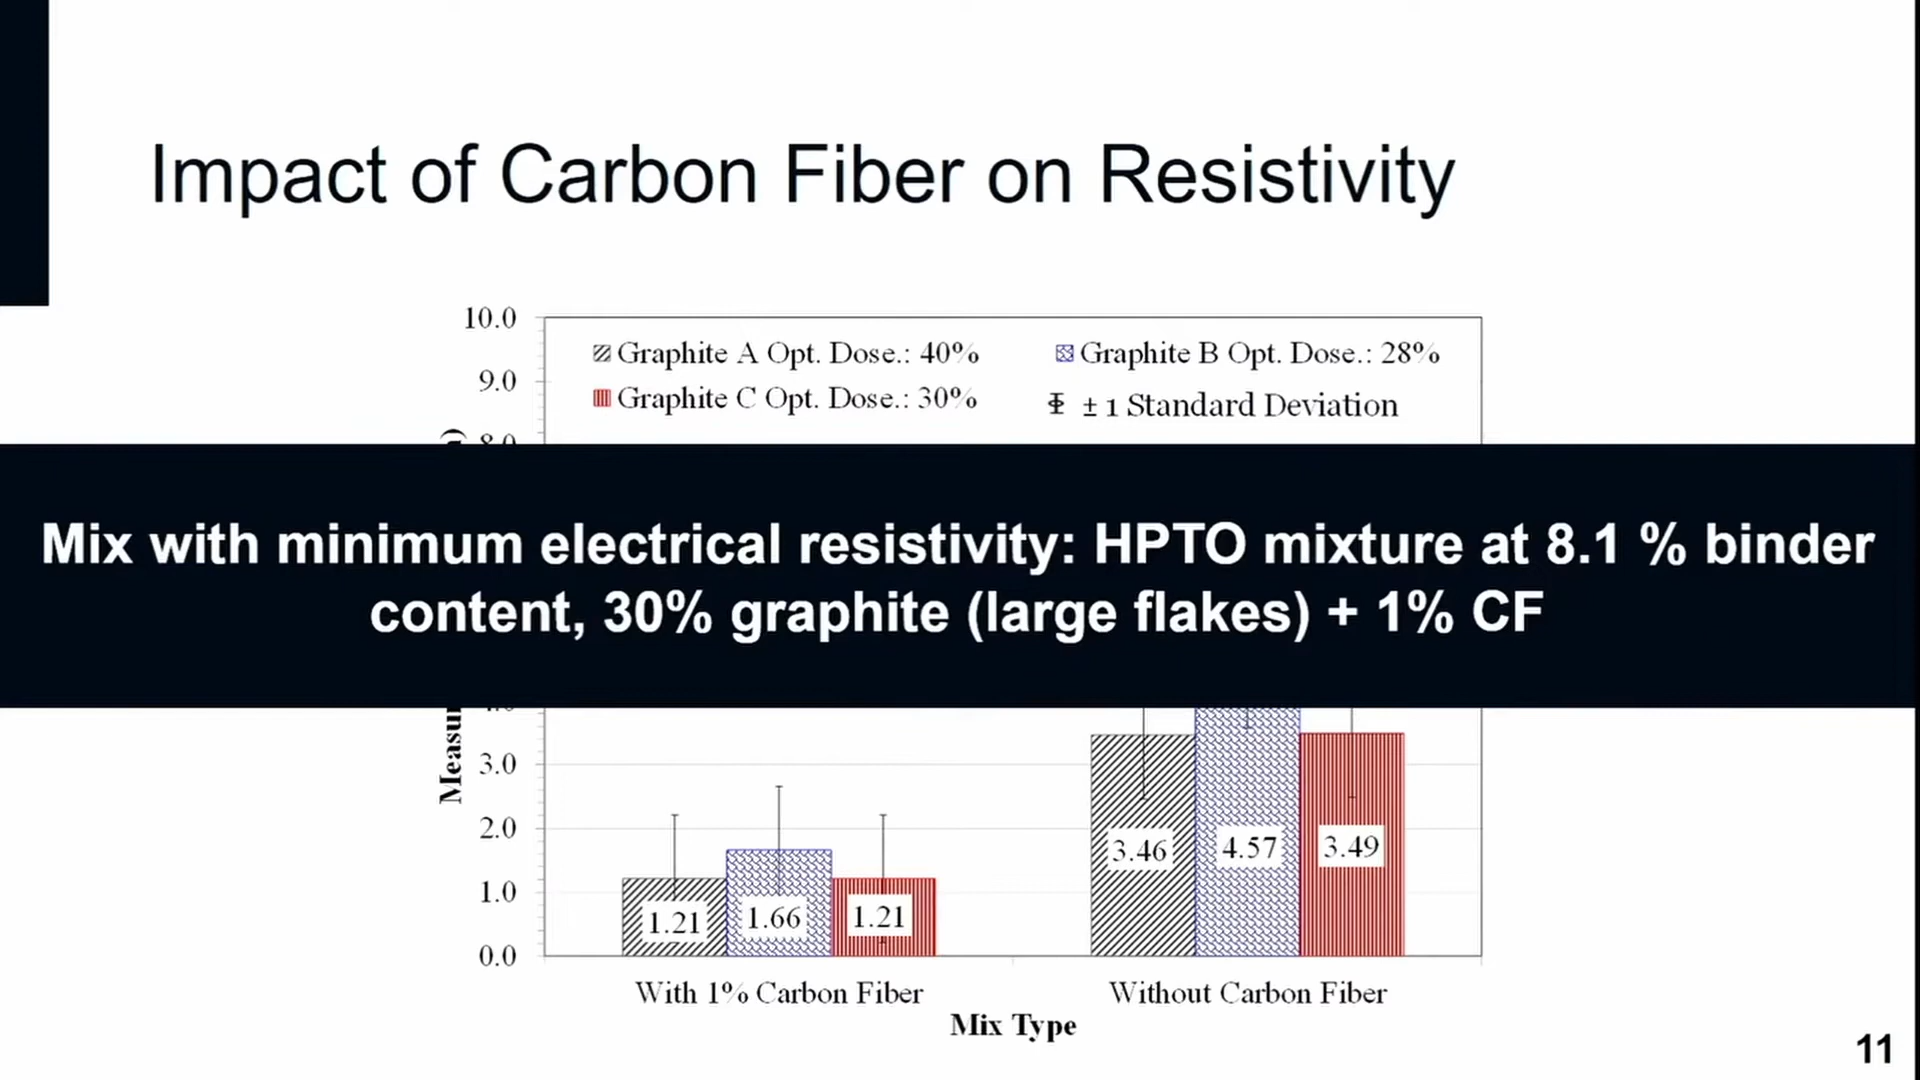 Impact of Carbon Fiber on Resistivity
10.0
Graphite A Opt. Dose.: 40%
Graphite B Opt. Dose.: 28%
9.0
Graphite C Opt. Dose.: 30%
± 1 Standard Deviation
Mix with minimum electrical resistivity: HPTO mixture at 8.1 % binder
content, 30% graphite (large flakes) + 1% CF
3.0
2.0
1.0
0.0
3.46
4.57
3.49
1.21
1.66
1.21
With 1% Carbon Fiber
Without Carbon Fiber
Mix Type
11